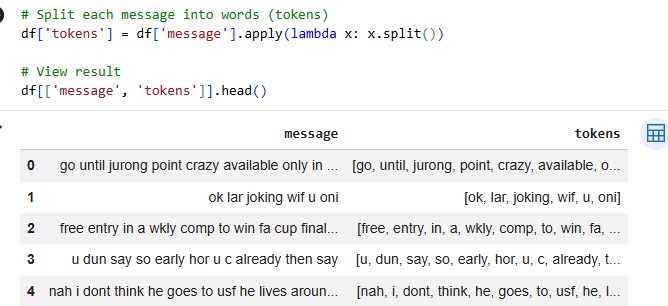 # Split each message into words (tokens)
df['tokens'] = df['message'].apply(lambda x: x.split())
# View result
df[['message', 'tokens']].head()
message tokens
0 go until jurong point crazy available only in ... [go, until, jurong, point, crazy, available, o...
1 ok lar joking wif u oni [ok, lar, joking, wif, u, oni]
2 free entry in a wkly comp to win fa cup final... [free, entry, in, a, wkly, comp, to, win, fa, ...
3 u dun say so early hor u c already then say [u, dun, say, so, early, hor, u, c, already, t...
4 nah i dont think he goes to usf he lives aroun... [nah, i, dont, think, he, goes, to, usf, he, l...